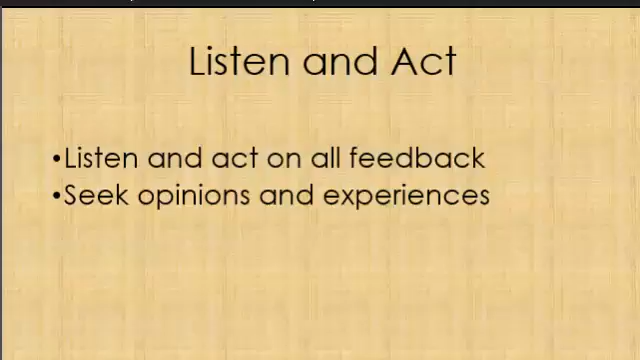 Listen and Act
•Listen and act on all feedback
•Seek opinions and experiences